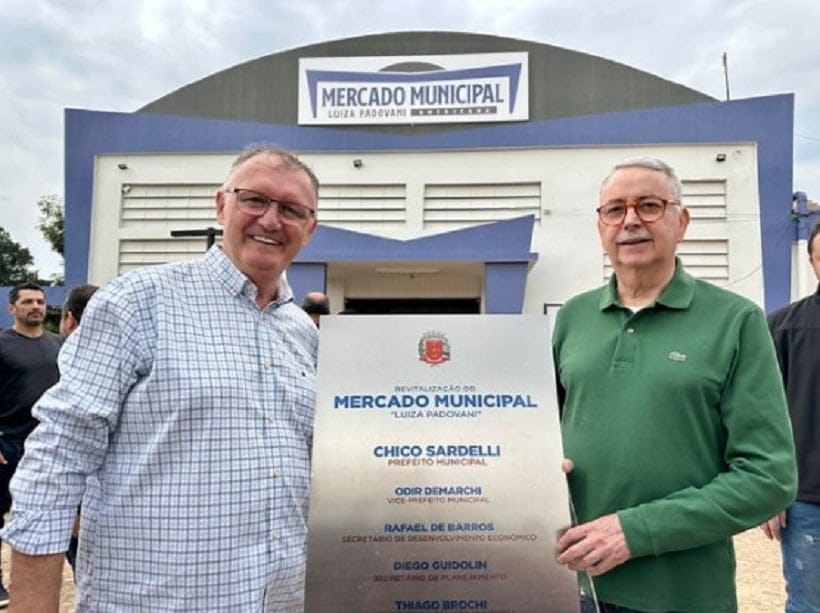 MERCADO MUNICIPAL
LUIZA PADOVANI AMERICANA
REVITALIZAÇÃO DO
MERCADO MUNICIPAL
"LUIZA PADOVANI"
CHICO SARDELLI
PREFEITO MUNICIPAL
ODIR DEMARCHI
VICE-PREFEITO MUNICIPAL
RAFAEL DE BARROS
SECRETÁRIO DE DESENVOLVIMENTO ECONÔMICO
DIEGO GUIDOLIN
SECRETÁRIO DE PLANEJAMENTO
THIAGO BROCHI